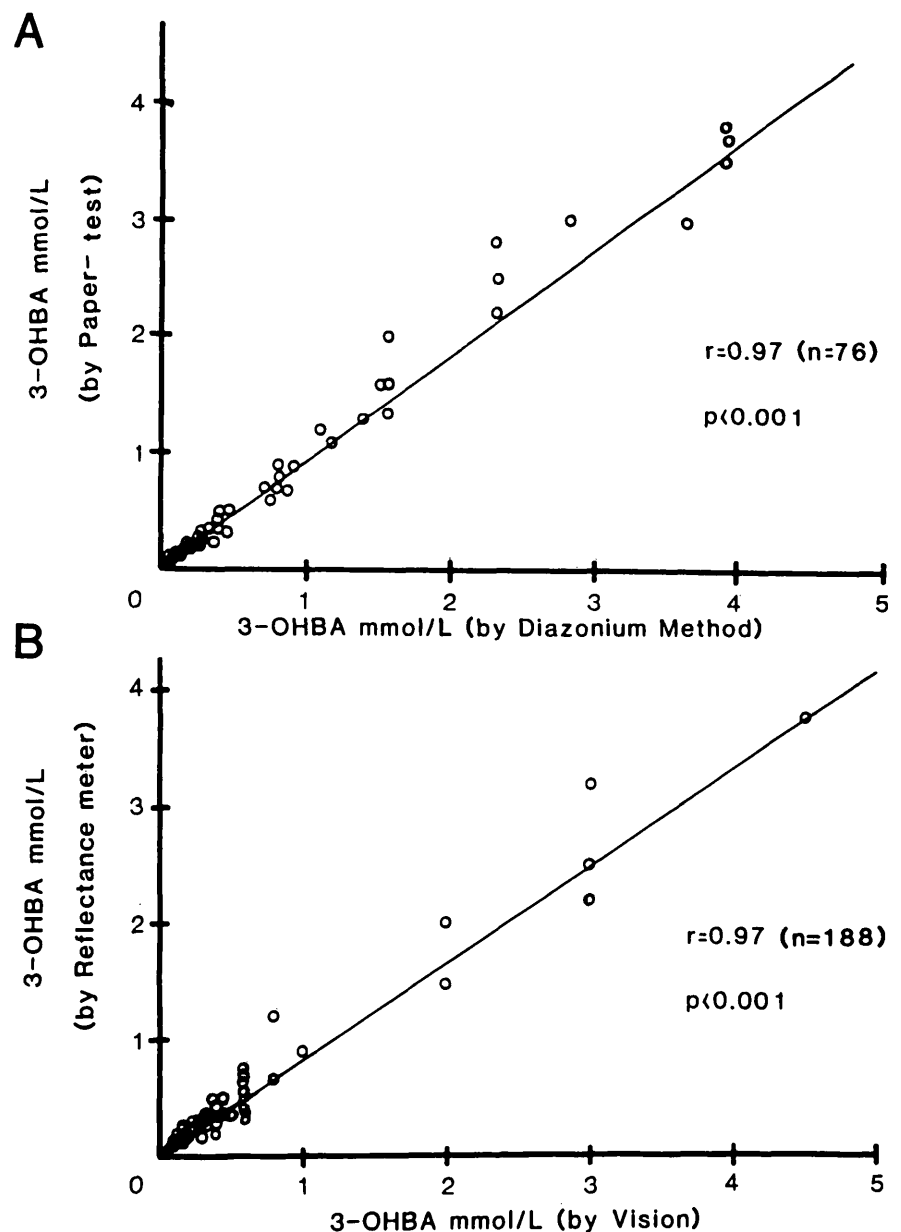 A
3-OHBA mmol/L
(by Paper- test)
4
3
2
1
0
r=0.97 (n=76)
p<0.001
1 2 3 4 5
3-OHBA mmol/L (by Diazonium Method)
B
3-OHBA mmol/L
(by Reflectance meter)
4
3
2
1
0
r=0.97 (n=188)
p<0.001
1 2 3 4 5
3-OHBA mmol/L (by Vision)